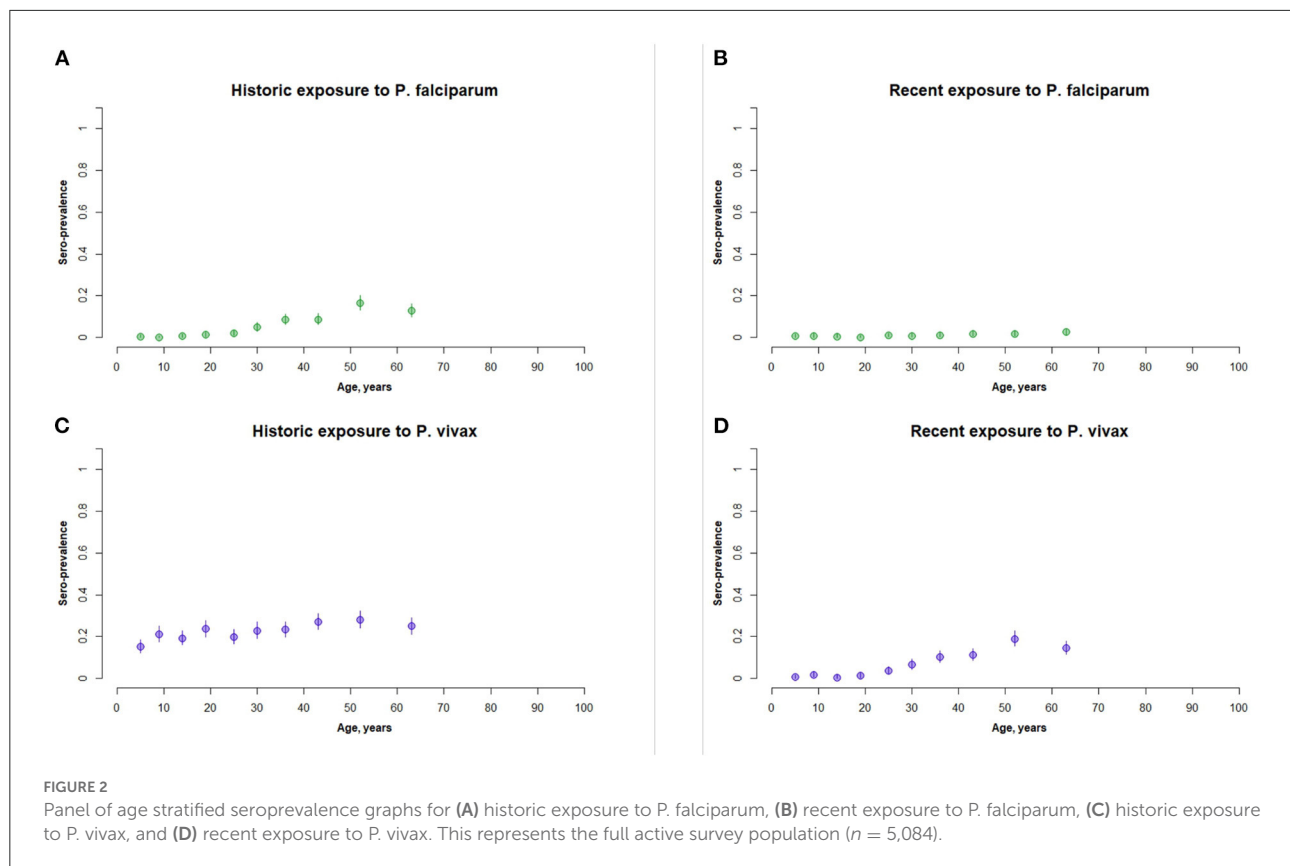 A
Historic exposure to P. falciparum
Sero-prevalence
0 0.2 0.4 0.6 0.8 1
0 10 20 30 40 50 60 70 80 90 100
Age, years
B
Recent exposure to P. falciparum
Sero-prevalence
0 0.2 0.4 0.6 0.8 1
0 10 20 30 40 50 60 70 80 90 100
Age, years
C
Historic exposure to P. vivax
Sero-prevalence
0 0.2 0.4 0.6 0.8 1
0 10 20 30 40 50 60 70 80 90 100
Age, years
D
Recent exposure to P. vivax
Sero-prevalence
0 0.2 0.4 0.6 0.8 1
0 10 20 30 40 50 60 70 80 90 100
Age, years
FIGURE 2
Panel of age stratified seroprevalence graphs for (A) historic exposure to P. falciparum, (B) recent exposure to P. falciparum, (C) historic exposure
to P. vivax, and (D) recent exposure to P. vivax. This represents the full active survey population (n = 5,084).